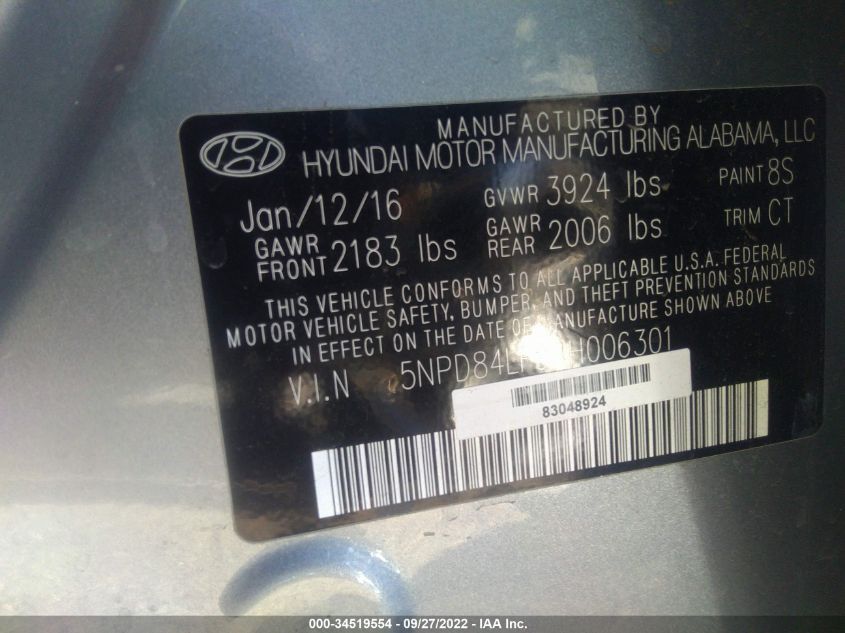 MANUFACTURED BY
HYUNDAI MOTOR MANUFACTURING ALABAMA, LLC
Jan/12/16 GVWR 3924 lbs PAINT 8S
GAWR FRONT 2183 lbs GAWR REAR 2006 lbs TRIM CT
THIS VEHICLE CONFORMS TO ALL APPLICABLE U.S.A. FEDERAL
MOTOR VEHICLE SAFETY, BUMPER, AND THEFT PREVENTION STANDARDS
IN EFFECT ON THE DATE OF MANUFACTURE SHOWN ABOVE
V.I.N
83048924
000-34519554 - 09/27/2022 - IAA Inc.